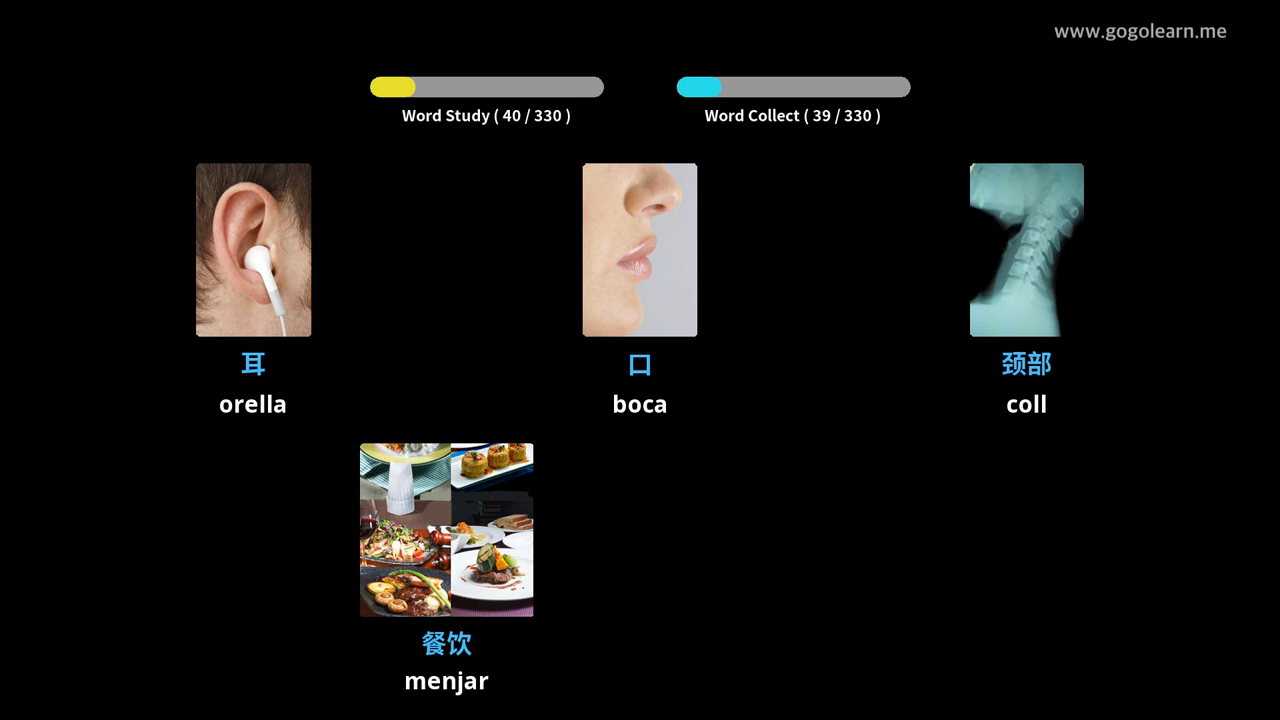 www.gogolearn.me
Word Study ( 40 / 330 )
Word Collect ( 39 / 330 )
耳
orella
口
boca
颈部
coll
餐饮
menjar